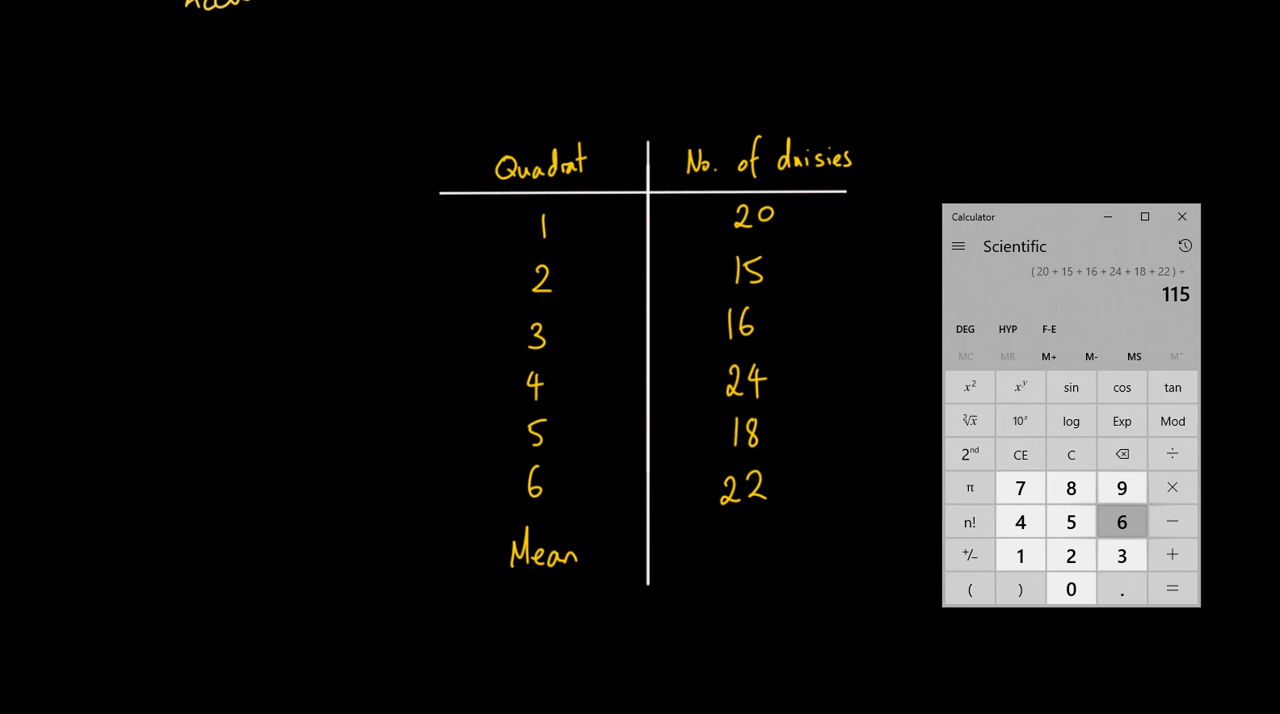 Quadrat No. of daisies
1 20
2 15
3 16
4 24
5 18
6 22
Mean
Calculator
Scientific
(20 + 15 + 16 + 24 + 18 + 22) ÷
115
DEG HYP F-E
MC MR M+ M- MS M˅
x² xʸ sin cos tan
²√x 10ˣ log Exp Mod
2ⁿᵈ CE C ⌫ ÷
π 7 8 9 ×
n! 4 5 6 −
+/− 1 2 3 +
( ) 0 . =